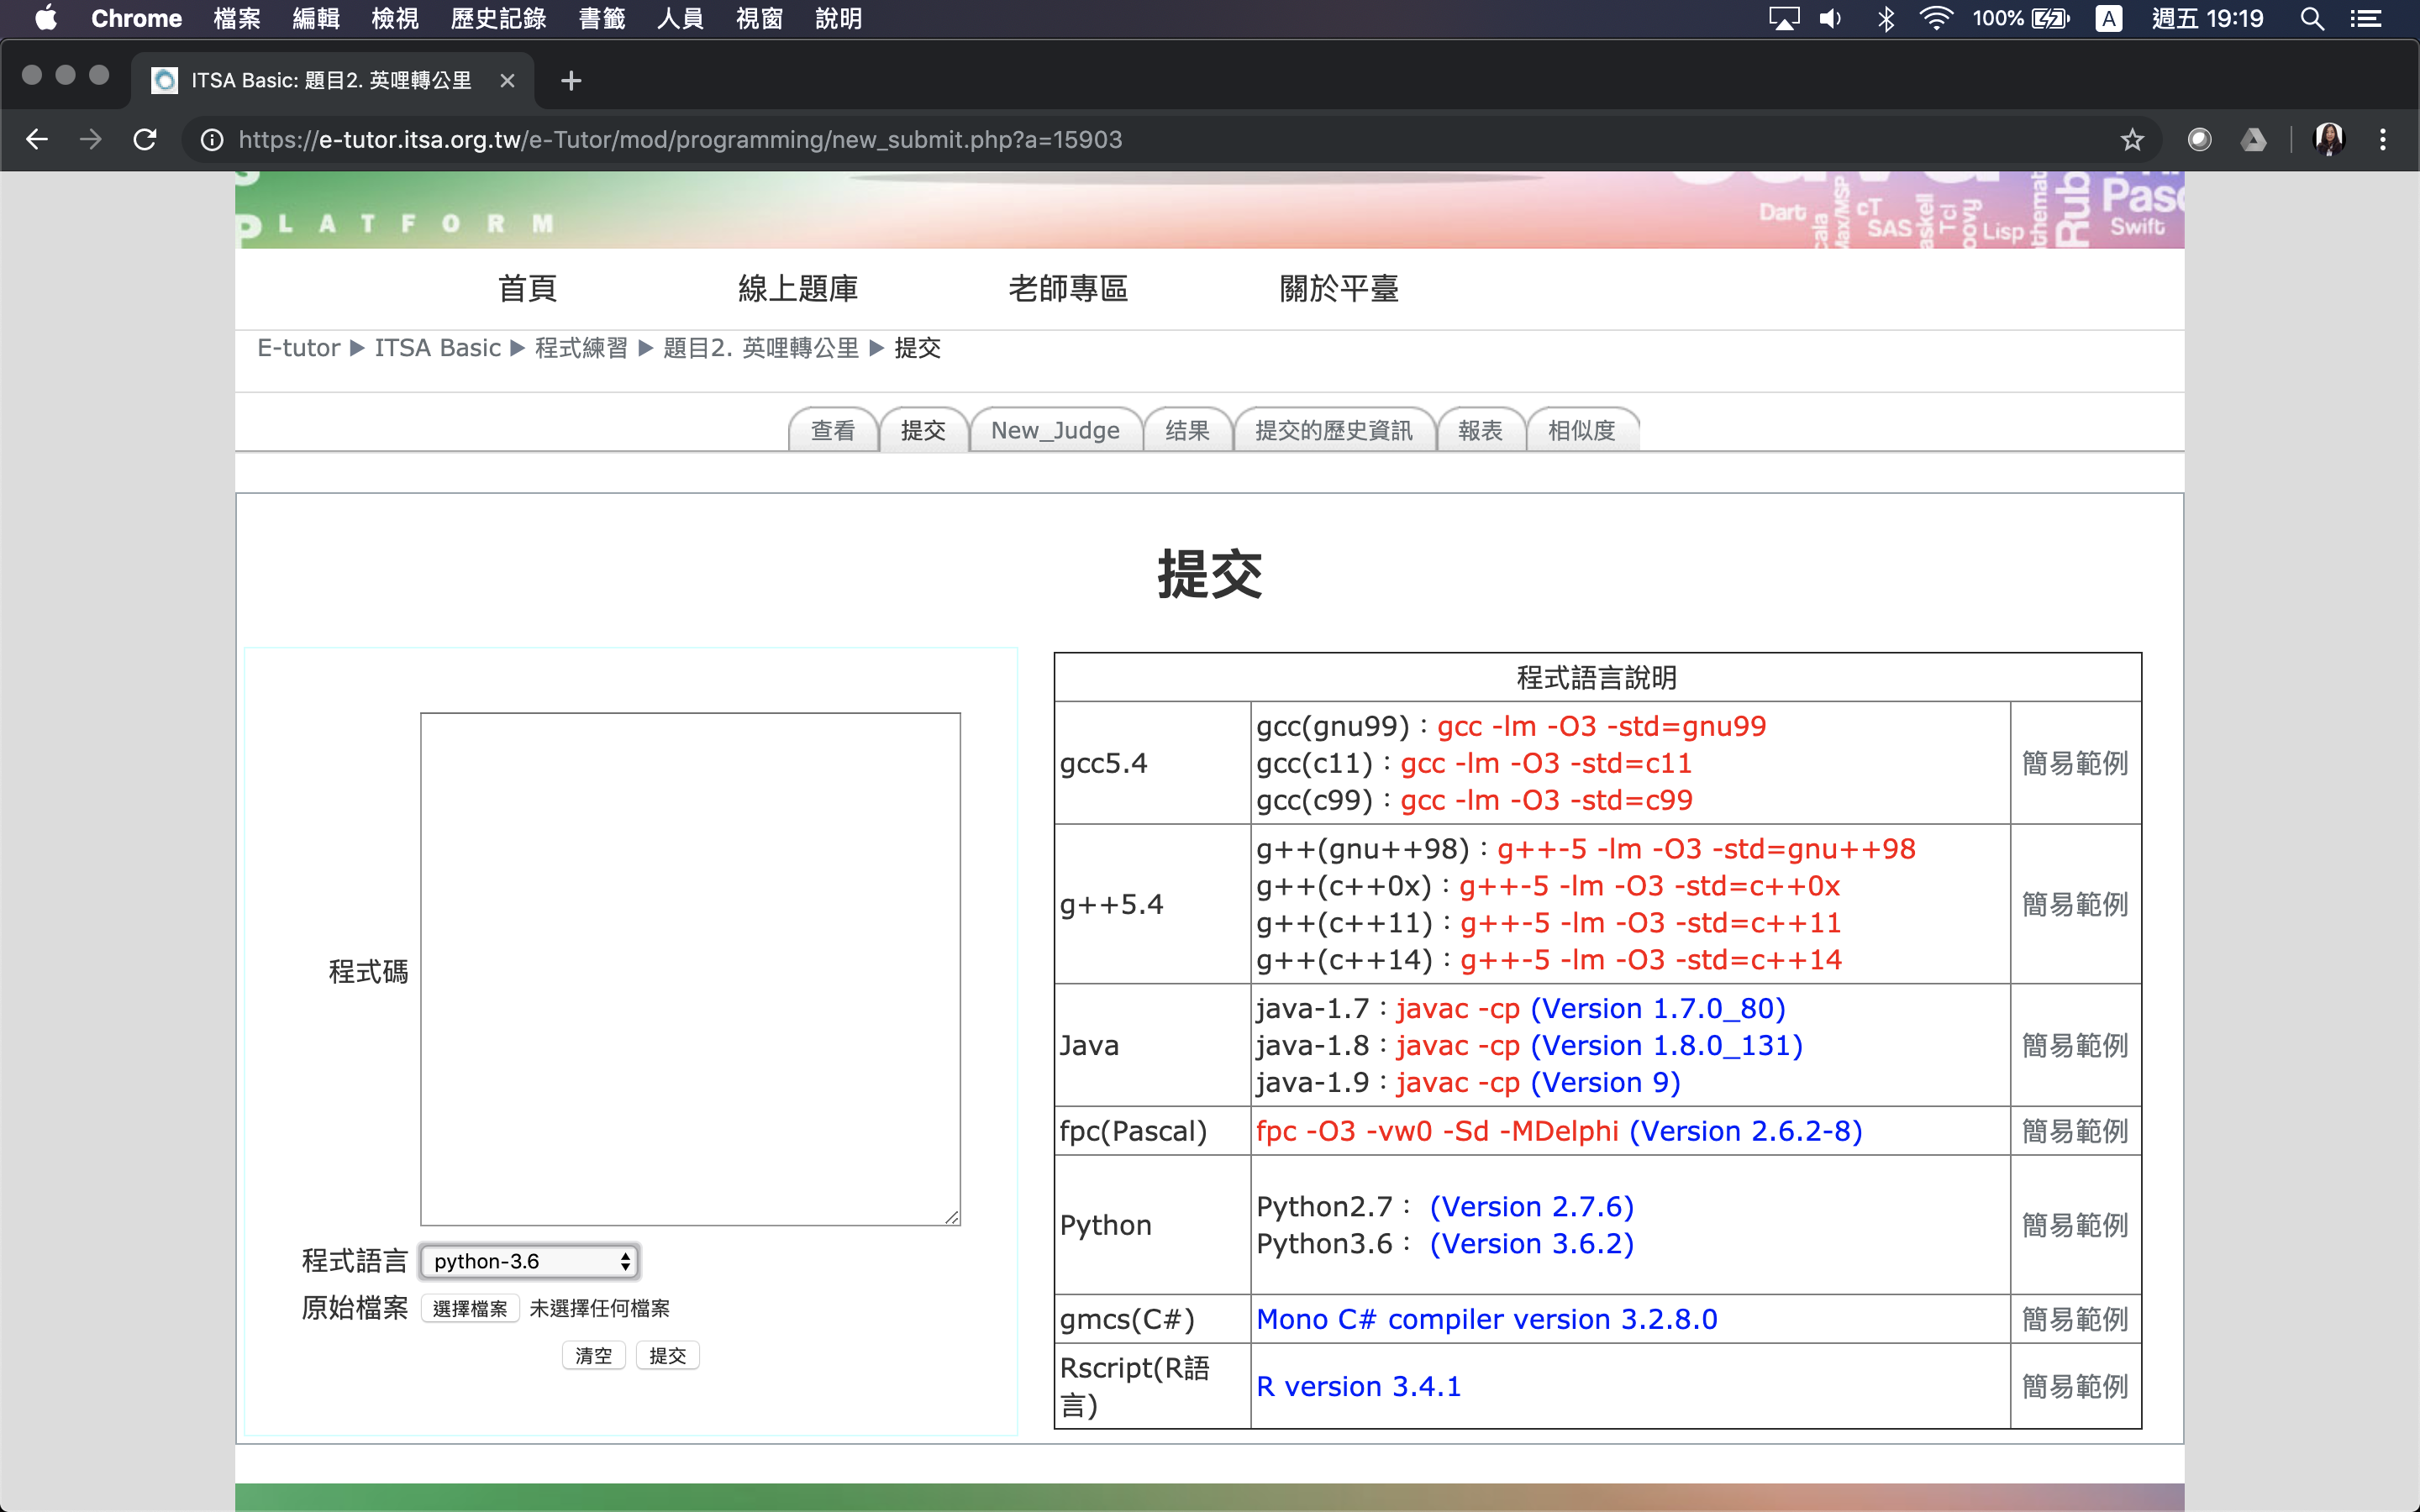 Chrome 檔案 編輯 檢視 歷史記錄 書籤 人員 視窗 說明 100% A 週五 19:19
ITSA Basic: 題目2. 英哩轉公里
https://e-tutor.itsa.org.tw/e-Tutor/mod/programming/new_submit.php?a=15903
PLATFORM
Dart
Max/MSP
cT
SAS
Tcl
Lisp
Swift
首頁 線上題庫 老師專區 關於平臺
E-tutor ▶ ITSA Basic ▶ 程式練習 ▶ 題目2. 英哩轉公里 ▶ 提交
查看 提交 New_Judge 结果 提交的歷史資訊 報表 相似度
提交
程式碼
程式語言 python-3.6
原始檔案 選擇檔案 未選擇任何檔案
清空 提交
程式語言說明
gcc5.4
gcc(gnu99)：gcc -lm -O3 -std=gnu99
gcc(c11)：gcc -lm -O3 -std=c11
gcc(c99)：gcc -lm -O3 -std=c99
簡易範例
g++5.4
g++(gnu++98)：g++-5 -lm -O3 -std=gnu++98
g++(c++0x)：g++-5 -lm -O3 -std=c++0x
g++(c++11)：g++-5 -lm -O3 -std=c++11
g++(c++14)：g++-5 -lm -O3 -std=c++14
簡易範例
Java
java-1.7：javac -cp (Version 1.7.0_80)
java-1.8：javac -cp (Version 1.8.0_131)
java-1.9：javac -cp (Version 9)
簡易範例
fpc(Pascal)
fpc -O3 -vw0 -Sd -MDelphi (Version 2.6.2-8)
簡易範例
Python
Python2.7： (Version 2.7.6)
Python3.6： (Version 3.6.2)
簡易範例
gmcs(C#)
Mono C# compiler version 3.2.8.0
簡易範例
Rscript(R語
言)
R version 3.4.1
簡易範例